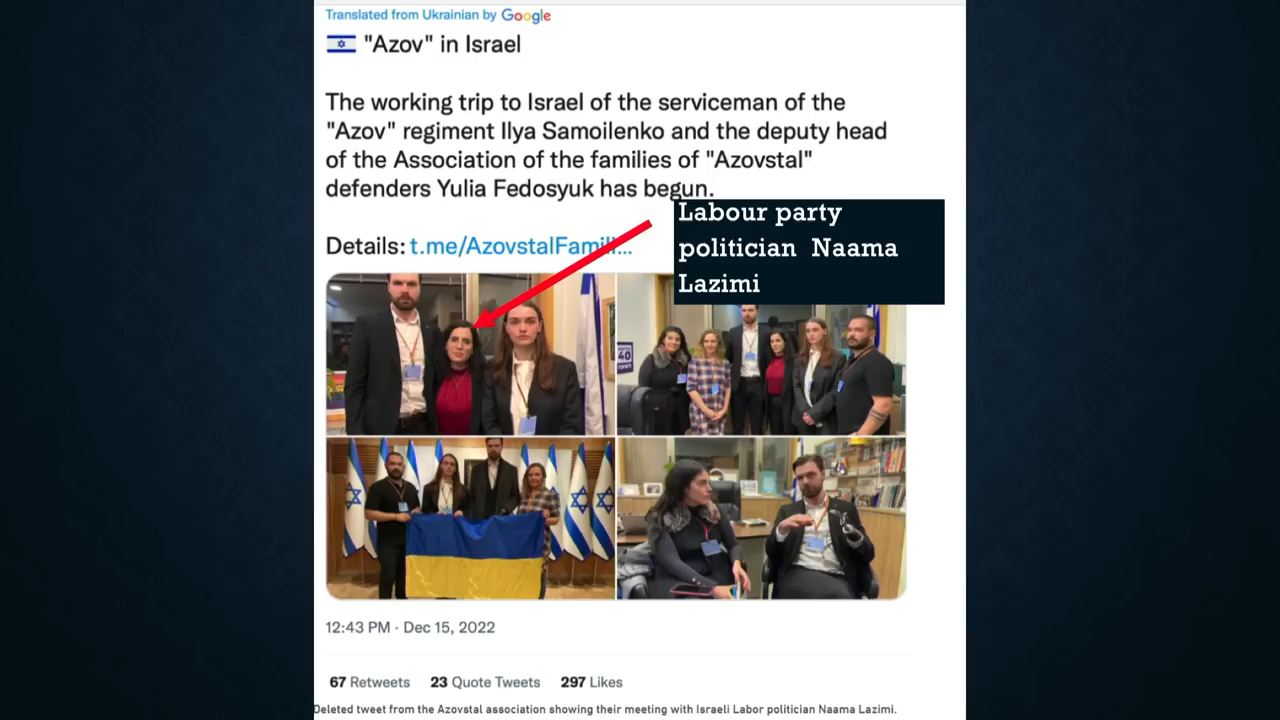 Translated from Ukrainian by Google
"Azov" in Israel
The working trip to Israel of the serviceman of the
"Azov" regiment Ilya Samoilenko and the deputy head
of the Association of the families of "Azovstal"
defenders Yulia Fedosyuk has begun.
Labour party
politician Naama
Lazimi
Details: t.me/AzovstalFamili...
40
12:43 PM · Dec 15, 2022
67 Retweets 23 Quote Tweets 297 Likes
Deleted tweet from the Azovstal association showing their meeting with Israeli Labor politician Naama Lazimi.